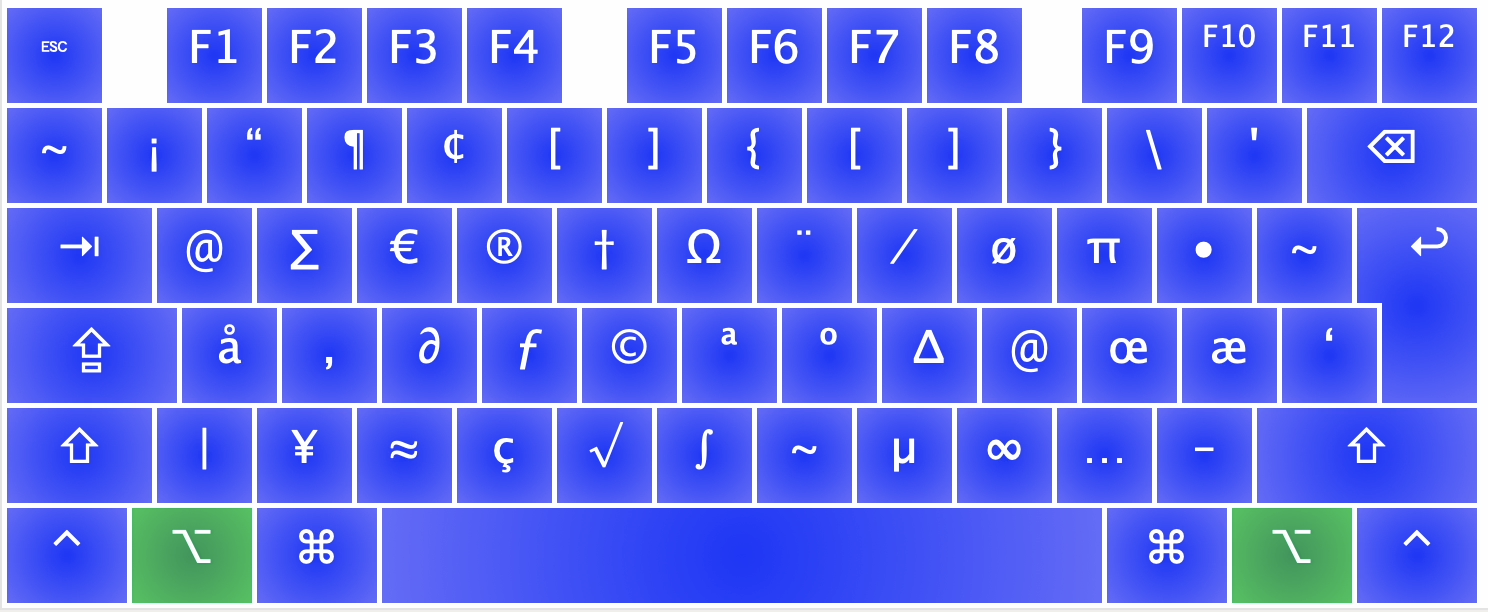 ESC F1 F2 F3 F4 F5 F6 F7 F8 F9 F10 F11 F12
~ ¡ “ ¶ ¢ [ ] { [ ] } \ ' ⌫
⇥ @ ∑ € ® † Ω ¨ ⁄ ø π • ~ ↩
⇪ å ‚ ∂ ƒ © ª º ∆ @ œ æ ‘
⇧ | ¥ ≈ ç √ ∫ ~ µ ∞ … – ⇧
⌃ ⌥ ⌘ ⌘ ⌥ ⌃